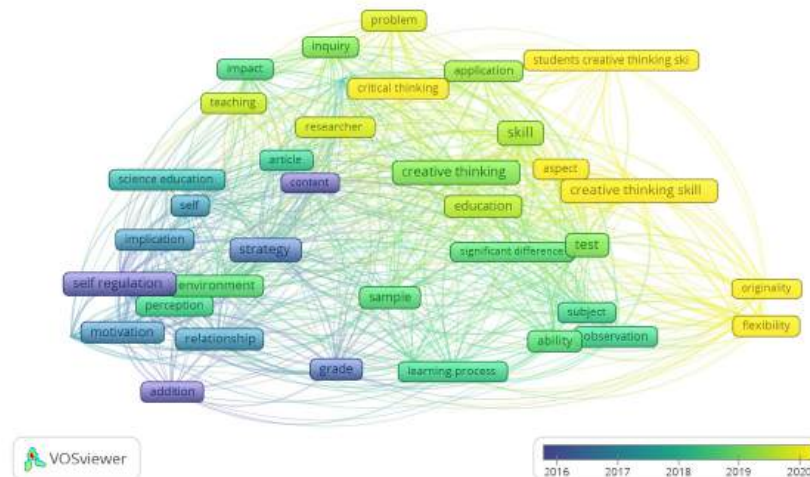 problem
inquiry
students creative thinking ski
impact
application
critical thinking
teaching
researcher
skill
article
creative thinking
aspect
science education
content
creative thinking skill
self
education
implication
strategy
significant difference
test
self regulation
environment
originality
sample
perception
subject
flexibility
motivation
relationship
ability
observation
grade
learning process
addition
VOSviewer
2016 2017 2018 2019 2020